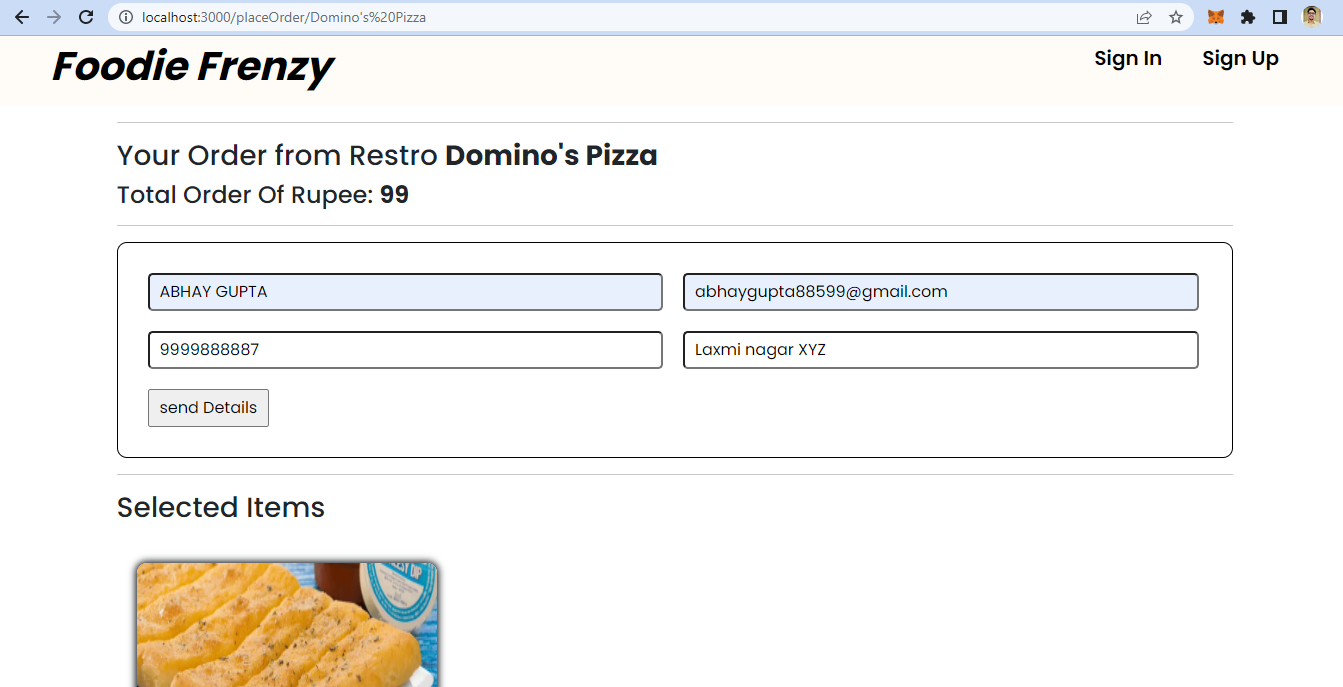 localhost:3000/placeOrder/Domino's%20Pizza
Foodie Frenzy
Sign In
Sign Up
Your Order from Restro Domino's Pizza
Total Order Of Rupee: 99
ABHAY GUPTA
abhaygupta88599@gmail.com
9999888887
Laxmi nagar XYZ
send Details
Selected Items
DIP